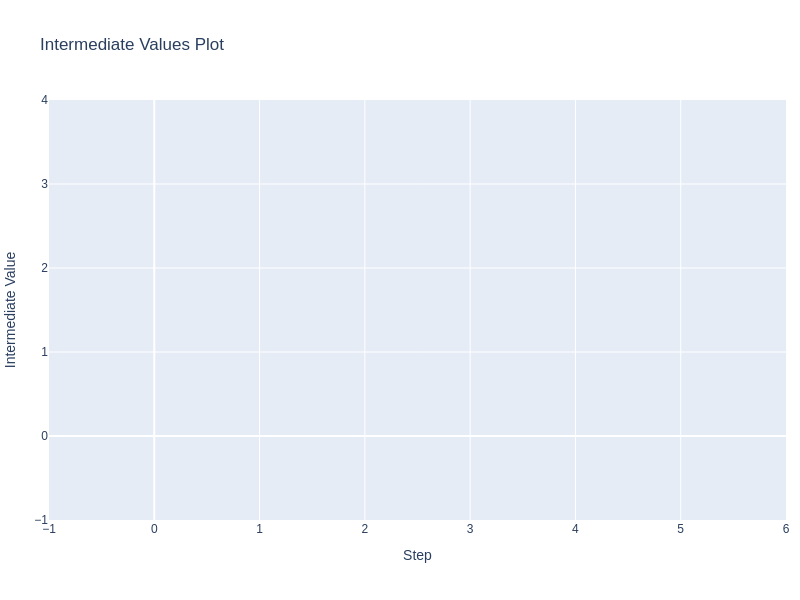 Intermediate Values Plot
4
3
2
1
0
−1
Intermediate Value
−1 0 1 2 3 4 5 6
Step